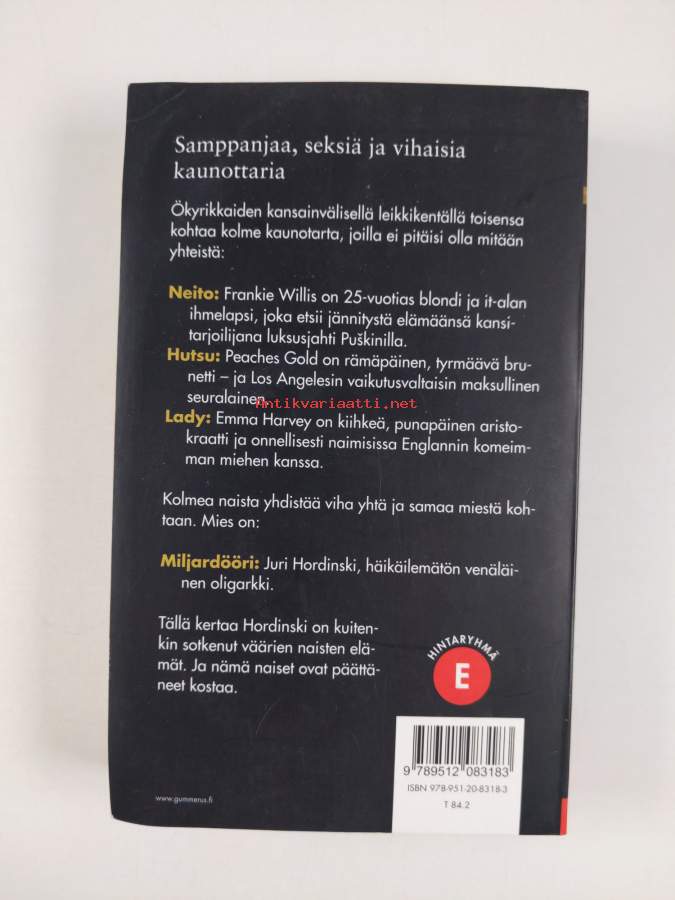 Samppanjaa, seksiä ja vihaisia
kaunottaria
Ökyrikkaiden kansainvälisellä leikkikentällä toisensa
kohtaa kolme kaunotarta, joilla ei pitäisi olla mitään
yhteistä:
Neito: Frankie Willis on 25-vuotias blondi ja it-alan
ihmelapsi, joka etsii jännitystä elämäänsä kansi-
tarjoilijana luksusjahti Puškinilla.
Hutsu: Peaches Gold on rämäpäinen, tyrmäävä bru-
netti – ja Los Angelesin vaikutusvaltaisin maksullinen
seuralainen.
Antikvariaatti.net
Lady: Emma Harvey on kiihkeä, punapäinen aristo-
kraatti ja onnellisesti naimisissa Englannin komeim-
man miehen kanssa.
Kolmea naista yhdistää viha yhtä ja samaa miestä koh-
taan. Mies on:
Miljardööri: Juri Hordinski, häikäilemätön venäläi-
nen oligarkki.
Tällä kertaa Hordinski on kuiten-
kin sotkenut väärien naisten elä-
mät. Ja nämä naiset ovat päättä-
neet kostaa.
HINTARYHMÄ
E
9 789512 083183
ISBN 978-951-20-8318-3
T 84.2
www.gummerus.fi